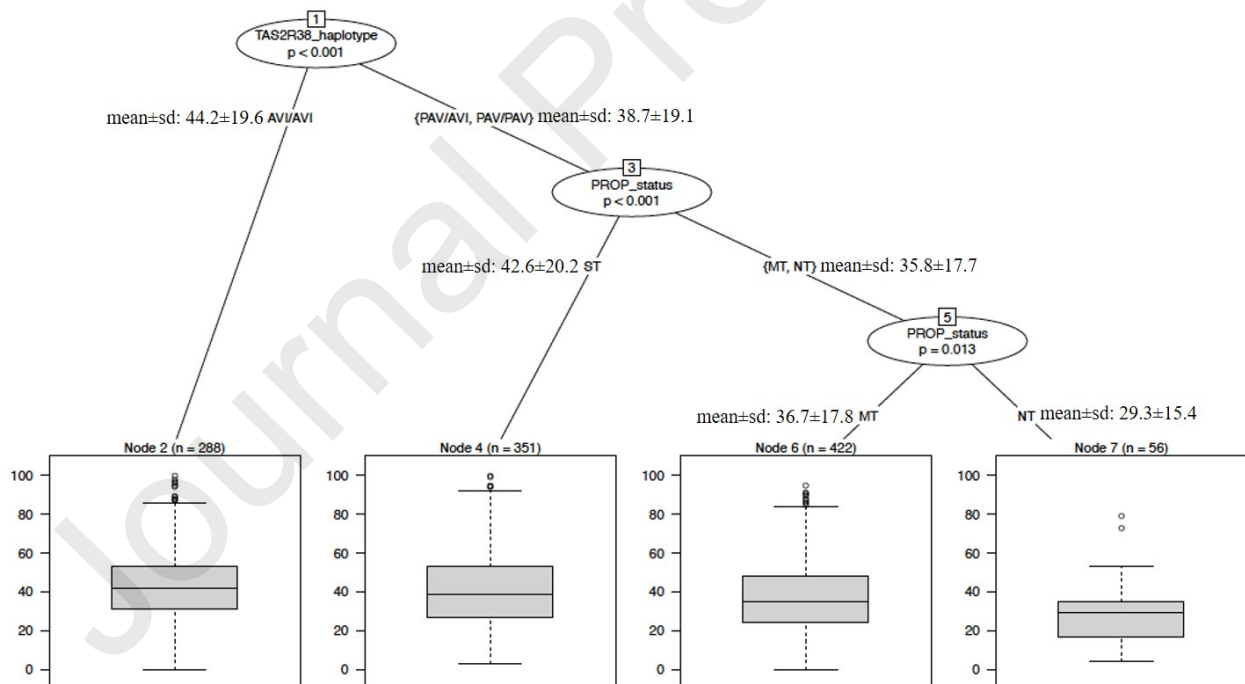 1
TAS2R38_haplotype
p < 0.001
mean±sd: 44.2±19.6 AVI/AVI
{PAV/AVI, PAV/PAV} mean±sd: 38.7±19.1
3
PROP_status
p < 0.001
mean±sd: 42.6±20.2 ST
{MT, NT} mean±sd: 35.8±17.7
5
PROP_status
p = 0.013
mean±sd: 36.7±17.8 MT
NT mean±sd: 29.3±15.4
Node 2 (n = 288)
100
80
60
40
20
0
Node 4 (n = 351)
100
80
60
40
20
0
Node 6 (n = 422)
100
80
60
40
20
0
Node 7 (n = 56)
100
80
60
40
20
0
Journal Pr